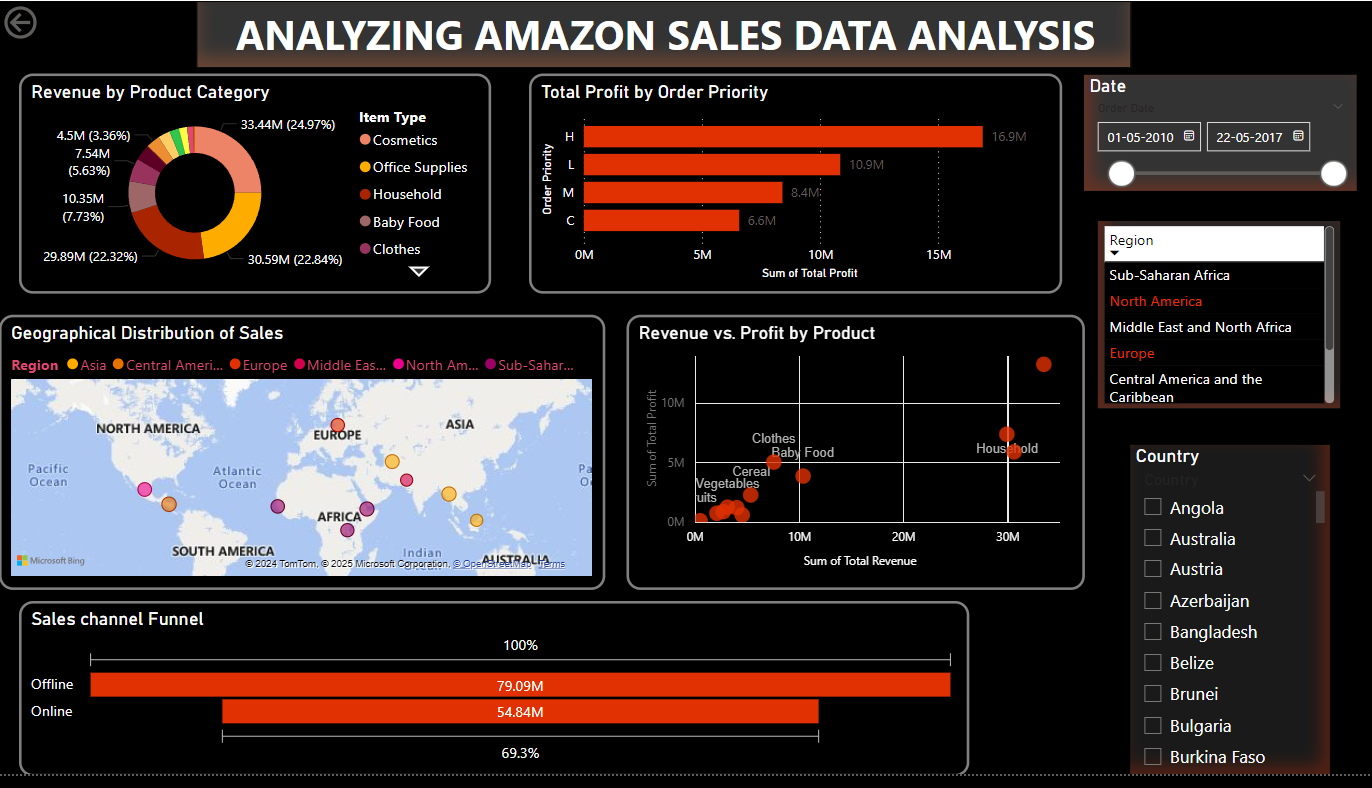 ANALYZING AMAZON SALES DATA ANALYSIS
Revenue by Product Category
33.44M (24.97%)
4.5M (3.36%)
7.54M
(5.63%)
10.35M
(7.73%)
29.89M (22.32%)
30.59M (22.84%)
Item Type
Cosmetics
Office Supplies
Household
Baby Food
Clothes
Total Profit by Order Priority
Order Priority
H
16.9M
L
10.9M
M
8.4M
C
6.6M
0M
5M
10M
15M
Sum of Total Profit
Date
Order Date
01-05-2010
22-05-2017
Region
Sub-Saharan Africa
North America
Middle East and North Africa
Europe
Central America and the
Caribbean
Geographical Distribution of Sales
Region Asia Central Ameri... Europe Middle Eas... North Am... Sub-Sahar...
NORTH AMERICA
EUROPE
ASIA
Pacific
Ocean
Atlantic
Ocean
Pa
O
AFRICA
SOUTH AMERICA
Indian
Ocean
AUSTRALIA
Microsoft Bing
© 2024 TomTom, © 2025 Microsoft Corporation, © OpenStreetMap Terms
Revenue vs. Profit by Product
Sum of Total Profit
10M
5M
0M
Clothes
Baby Food
Household
Cereal
Vegetables
uits
0M
10M
20M
30M
Sum of Total Revenue
Country
Country
Angola
Australia
Austria
Azerbaijan
Bangladesh
Belize
Brunei
Bulgaria
Burkina Faso
Sales channel Funnel
100%
Offline
79.09M
Online
54.84M
69.3%